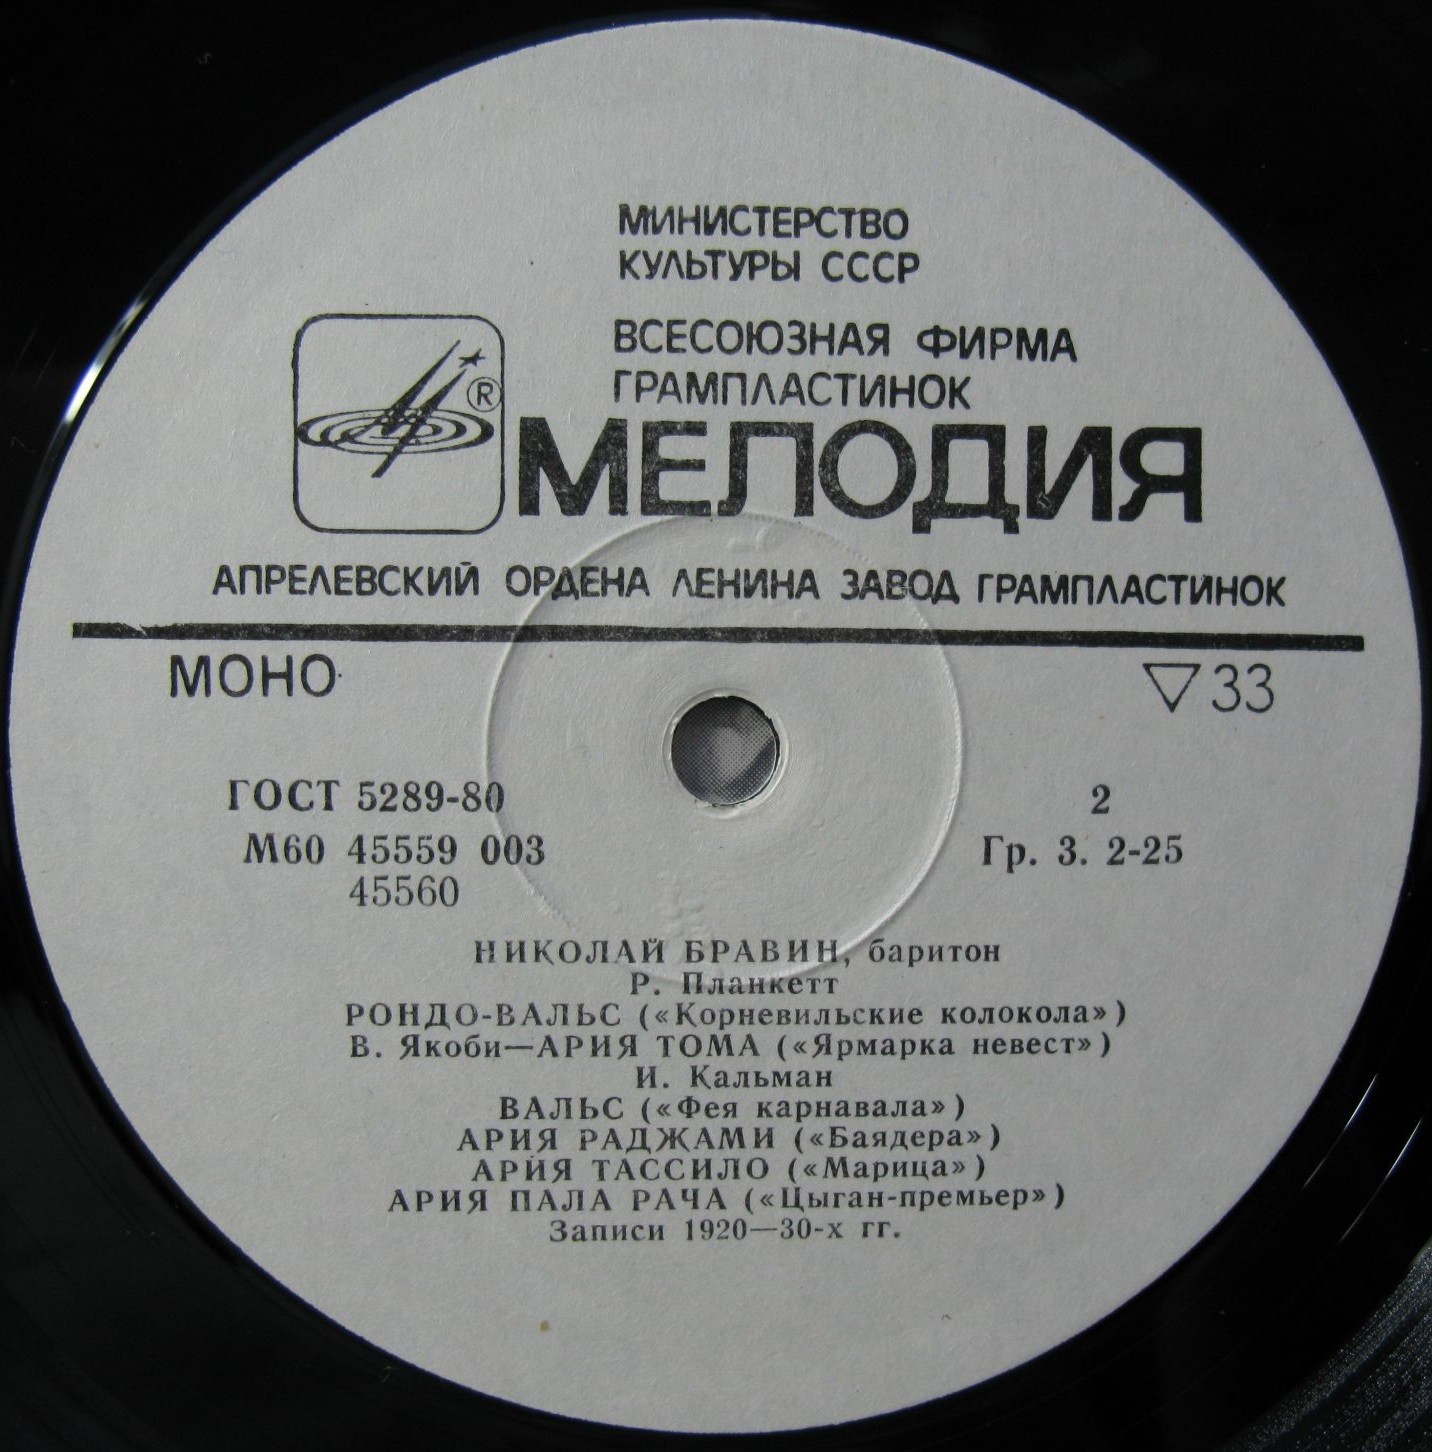 МИНИСТЕРСТВО
КУЛЬТУРЫ СССР
ВСЕСОЮЗНАЯ ФИРМА
ГРАМПЛАСТИНОК
®
МЕЛОДИЯ
АПРЕЛЕВСКИЙ ОРДЕНА ЛЕНИНА ЗАВОД ГРАМПЛАСТИНОК
МОНО
▽33
ГОСТ 5289-80
2
М60 45559 003
Гр. 3. 2-25
45560
НИКОЛАЙ БРАВИН, баритон
Р. Планкетт
РОНДО-ВАЛЬС («Корневильские колокола»)
В. Якоби—АРИЯ ТОМА («Ярмарка невест»)
И. Кальман
ВАЛЬС («Фея карнавала»)
АРИЯ РАДЖАМИ («Баядера»)
АРИЯ ТАССИЛО («Марица»)
АРИЯ ПАЛА РАЧА («Цыган-премьер»)
Записи 1920—30-х гг.